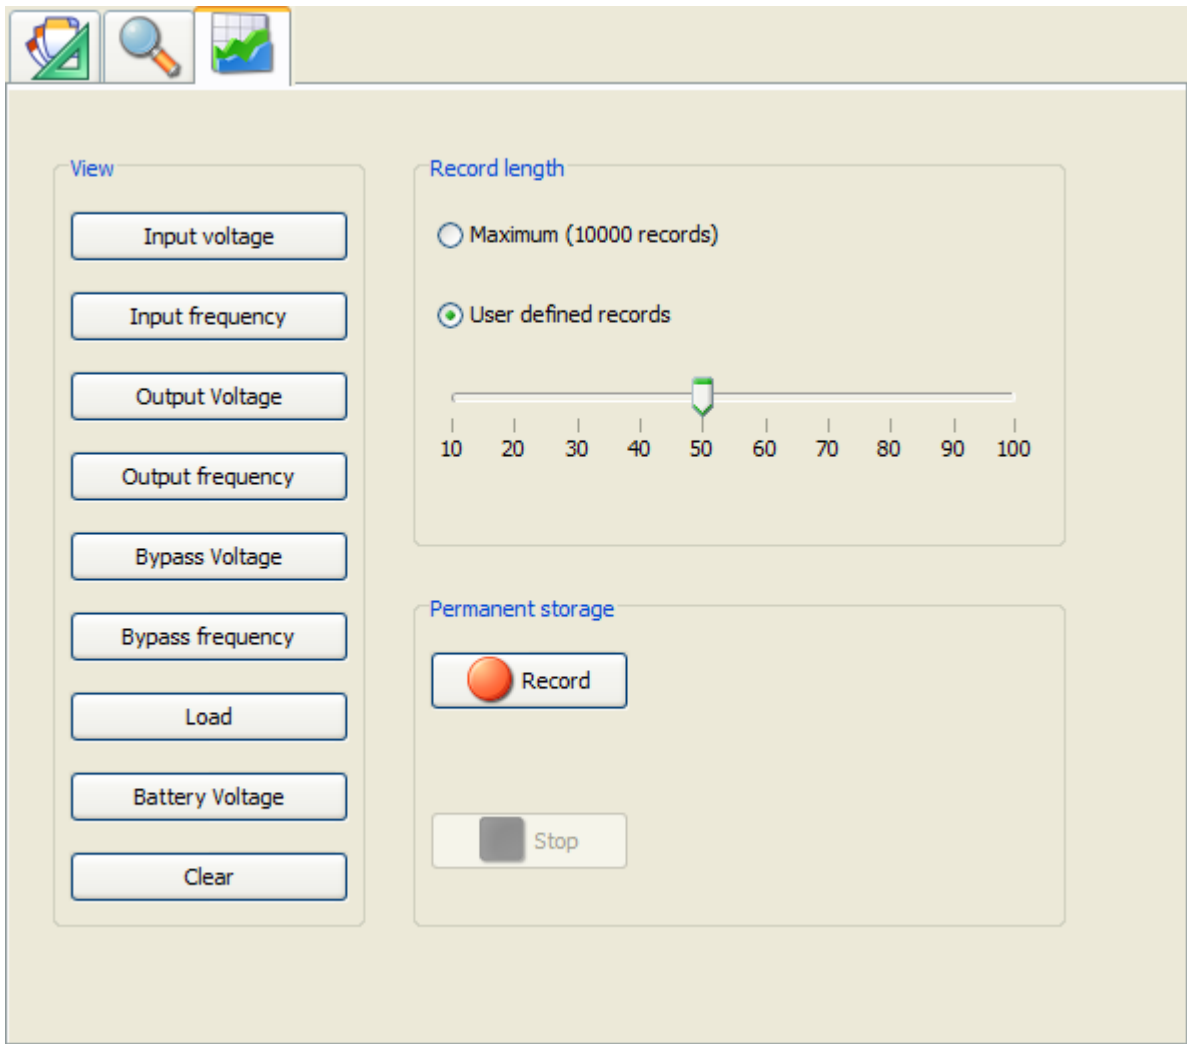 View
Input voltage
Input frequency
Output Voltage
Output frequency
Bypass Voltage
Bypass frequency
Load
Battery Voltage
Clear
Record length
Maximum (10000 records)
User defined records
10 20 30 40 50 60 70 80 90 100
Permanent storage
Record
Stop